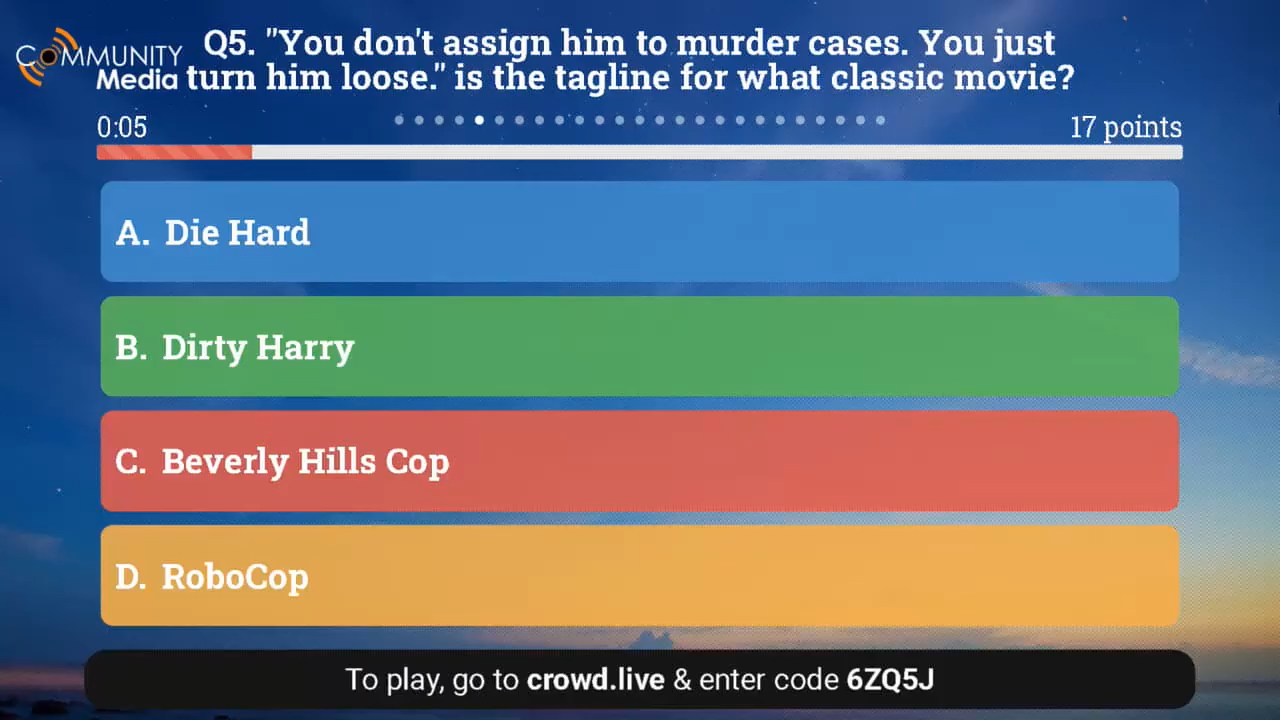 COMMUNITY
Media
Q5. "You don't assign him to murder cases. You just
turn him loose." is the tagline for what classic movie?
0:05
17 points
A. Die Hard
B. Dirty Harry
C. Beverly Hills Cop
D. RoboCop
To play, go to crowd.live & enter code 6ZQ5J